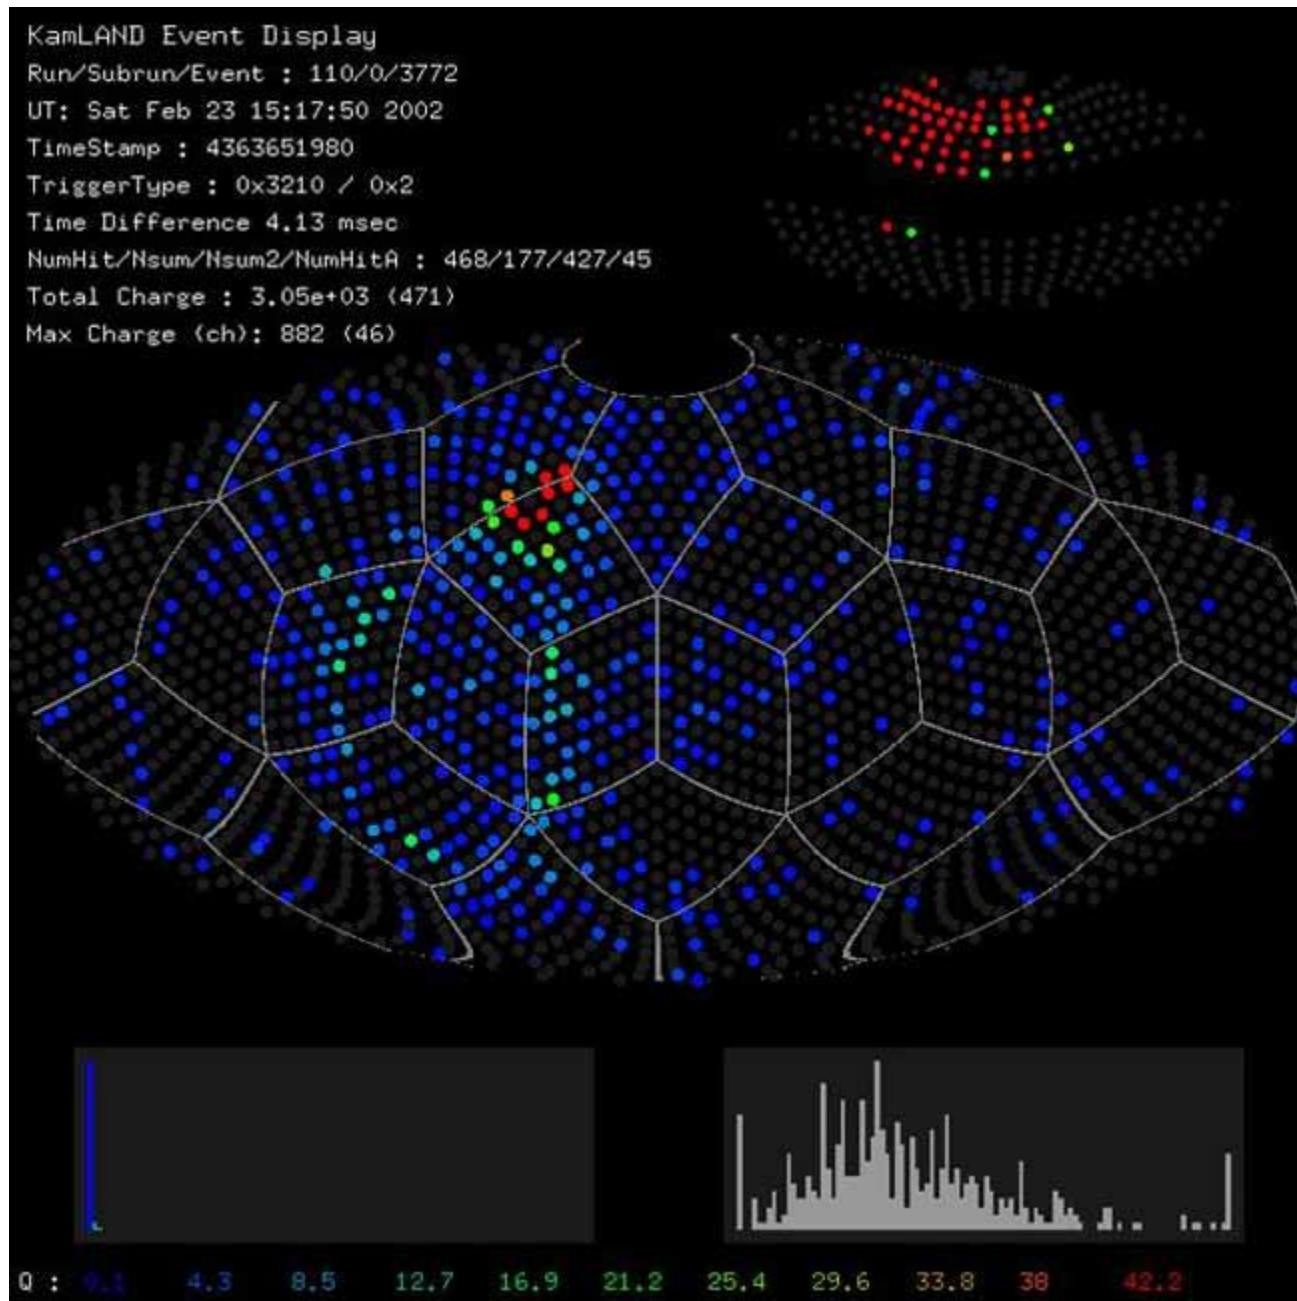 KamLAND Event Display
Run/Subrun/Event : 110/0/3772
UT: Sat Feb 23 15:17:50 2002
TimeStamp : 4363651980
TriggerType : 0x3210 / 0x2
Time Difference 4.13 msec
NumHit/Nsum/Nsum2/NumHitA : 468/177/427/45
Total Charge : 3.05e+03 (471)
Max Charge (ch): 882 (46)
Q : 0.1 4.3 8.5 12.7 16.9 21.2 25.4 29.6 33.8 38 42.2